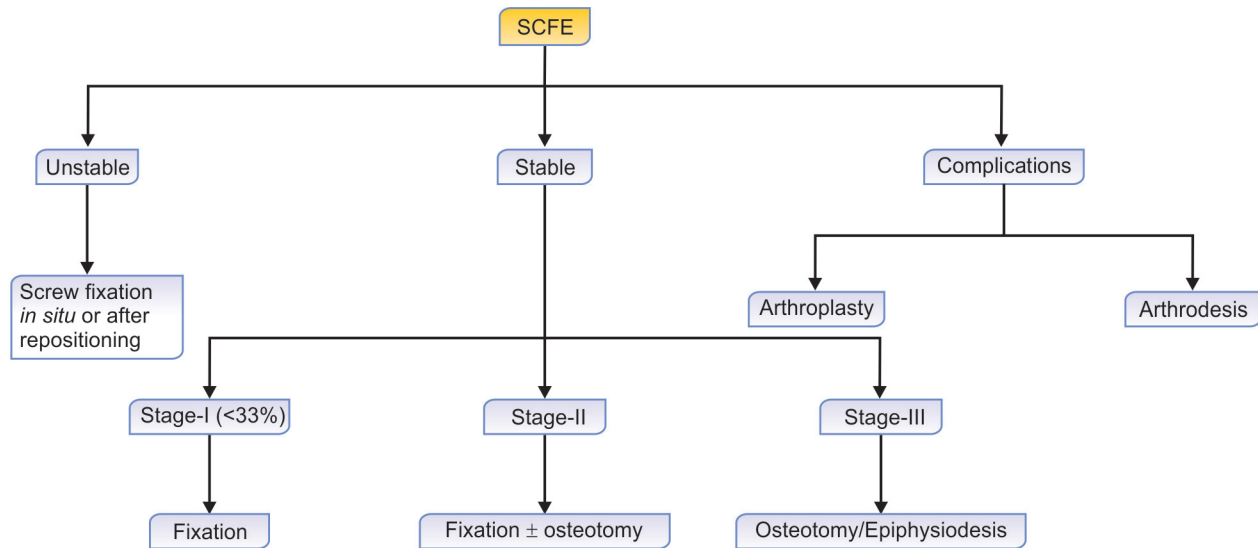 SCFE
Unstable
Stable
Complications
Screw fixation
in situ or after
repositioning
Arthroplasty
Arthrodesis
Stage-I (<33%)
Stage-II
Stage-III
Fixation
Fixation ± osteotomy
Osteotomy/Epiphysiodesis